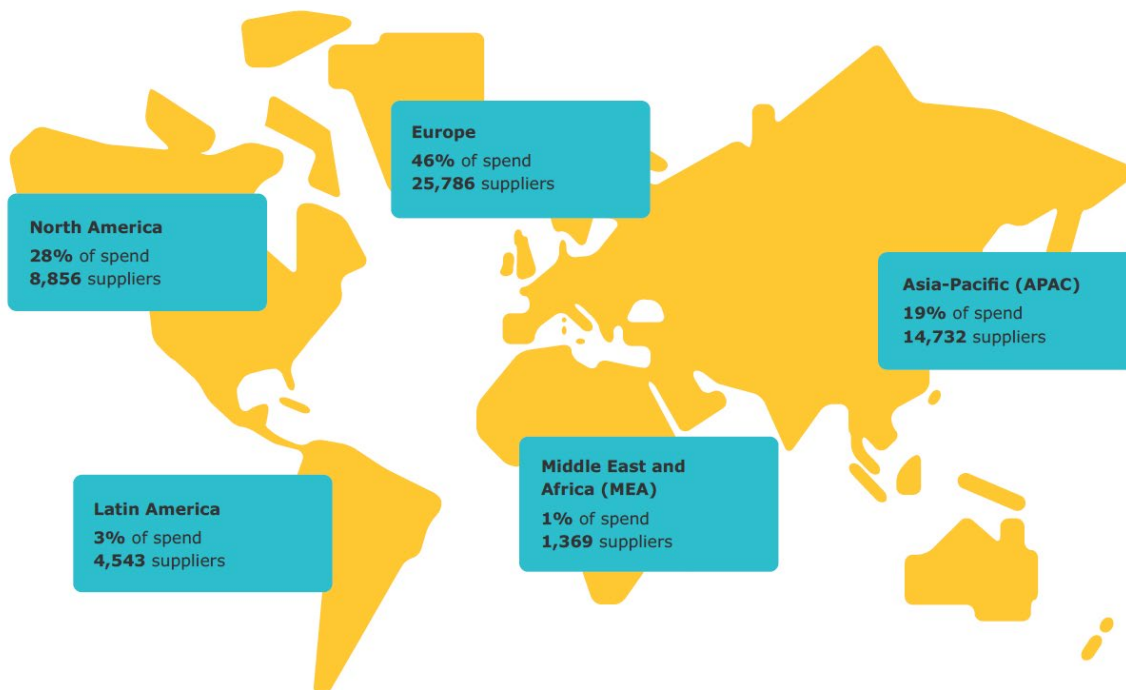 Europe
46% of spend
25,786 suppliers
North America
28% of spend
8,856 suppliers
Asia-Pacific (APAC)
19% of spend
14,732 suppliers
Middle East and
Africa (MEA)
1% of spend
1,369 suppliers
Latin America
3% of spend
4,543 suppliers